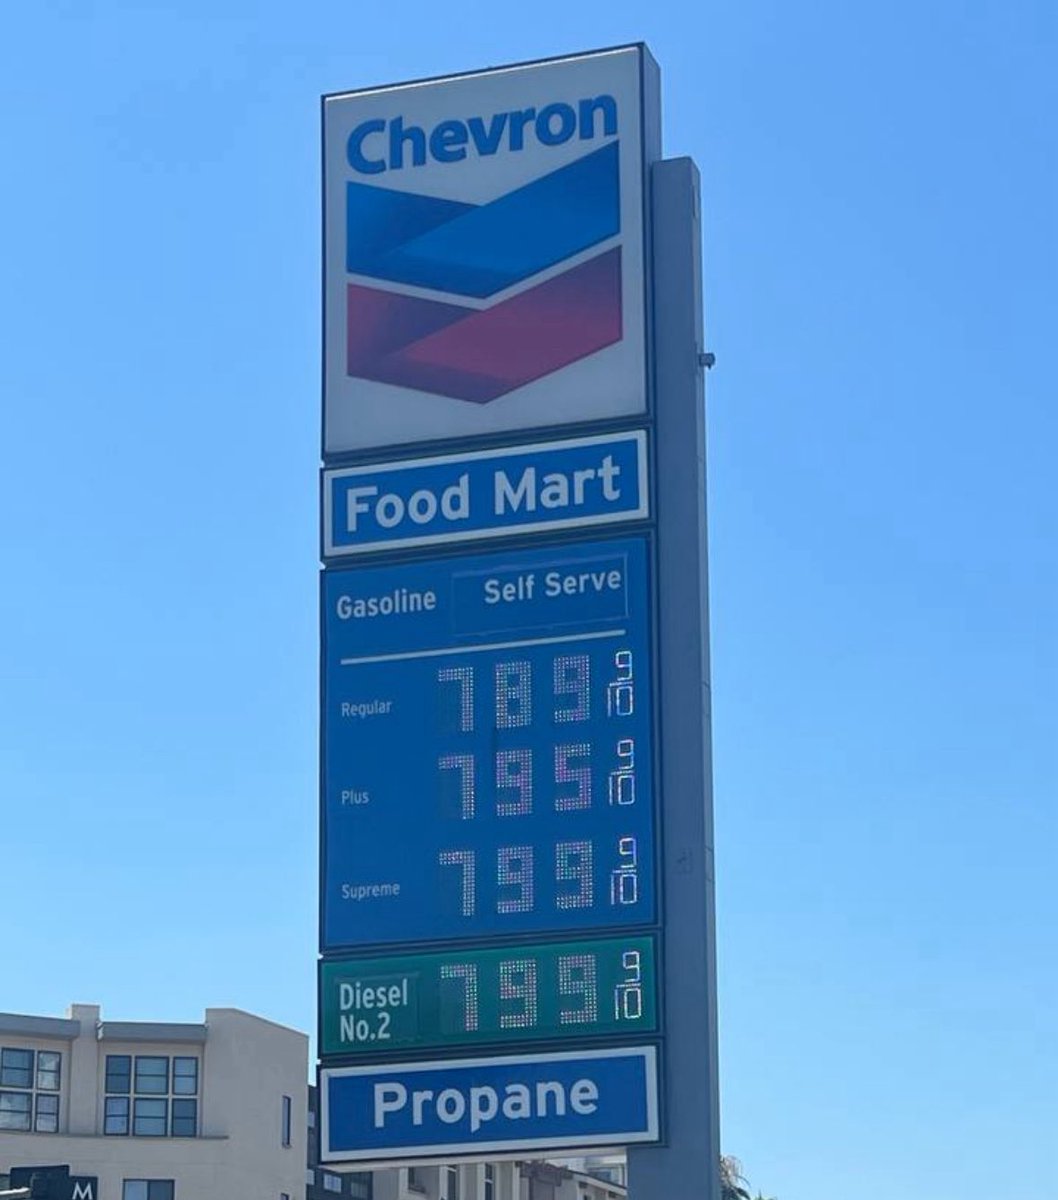 Chevron
Food Mart
Gasoline Self Serve
Regular 789 9/10
Plus 795 9/10
Supreme 799 9/10
Diesel
No.2 799 9/10
Propane
M